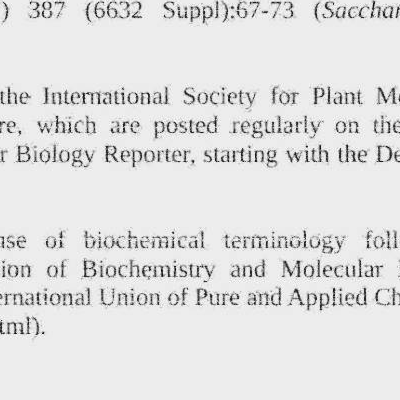 ) 387 (6632 Suppl):67-73 (Sacchar
the International Society for Plant M
re, which are posted regularly on the
r Biology Reporter, starting with the De
use of biochemical terminology foll
ion of Biochemistry and Molecular
ernational Union of Pure and Applied Ch
tml).